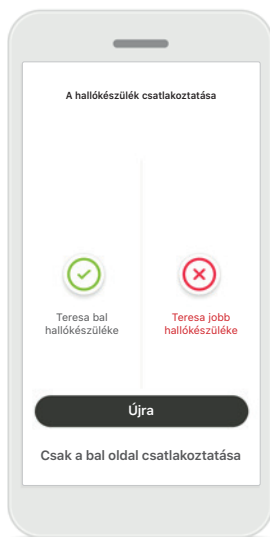 A hallókészülék csatlakoztatása
Teresa bal
hallókészüléke
Teresa jobb
hallókészüléke
Újra
Csak a bal oldal csatlakoztatása